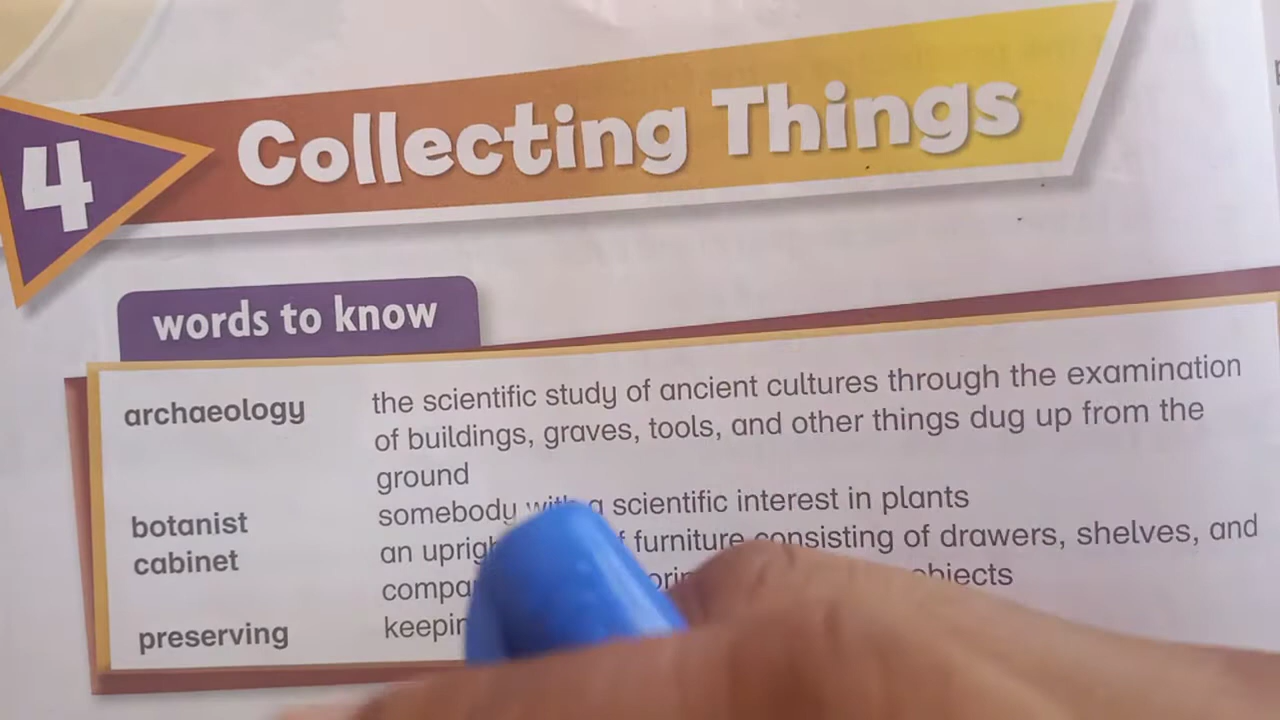 4
Collecting Things
words to know
archaeology the scientific study of ancient cultures through the examination
of buildings, graves, tools, and other things dug up from the
ground
botanist somebody with a scientific interest in plants
cabinet an furniture consisting of drawers, shelves, and
objects
preserving